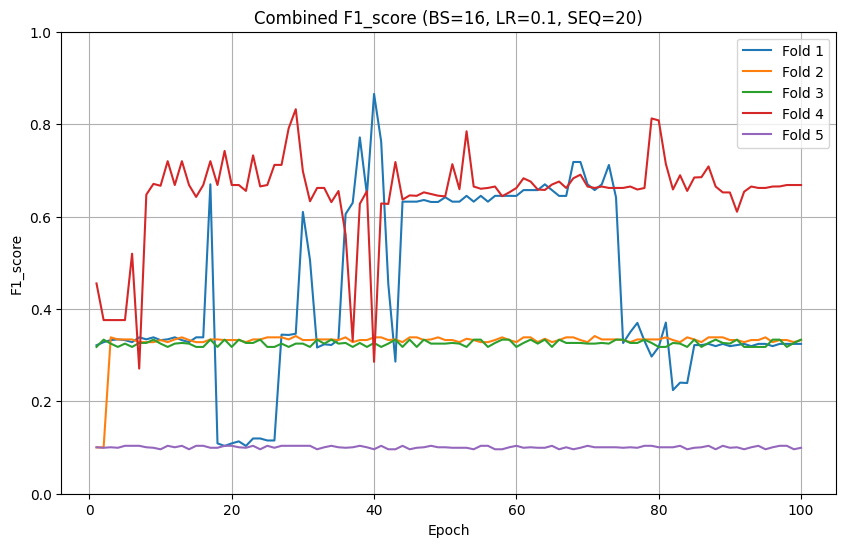 Combined F1_score (BS=16, LR=0.1, SEQ=20)
1.0
0.8
0.6
0.4
0.2
0.0
F1_score
0 20 40 60 80 100
Epoch
Fold 1
Fold 2
Fold 3
Fold 4
Fold 5